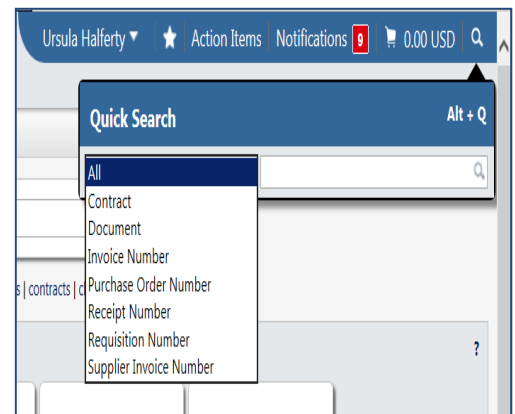 Ursula Halferty ▼ ★ Action Items Notifications 9 0.00 USD
Quick Search Alt + Q
All
Contract
Document
Invoice Number
Purchase Order Number
s | contracts | c
Receipt Number
Requisition Number
?
Supplier Invoice Number